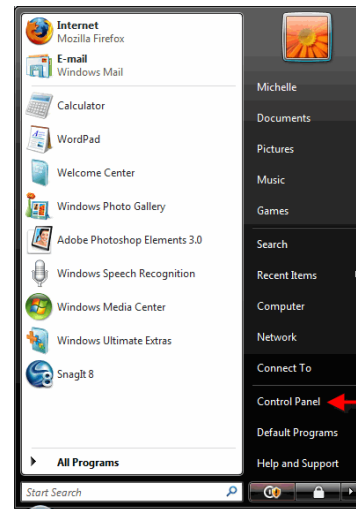 Internet
Mozilla Firefox
E-mail
Windows Mail
Calculator
WordPad
Welcome Center
Windows Photo Gallery
Adobe Photoshop Elements 3.0
Windows Speech Recognition
Windows Media Center
Windows Ultimate Extras
SnagIt 8
All Programs
Start Search
Michelle
Documents
Pictures
Music
Games
Search
Recent Items
Computer
Network
Connect To
Control Panel
Default Programs
Help and Support